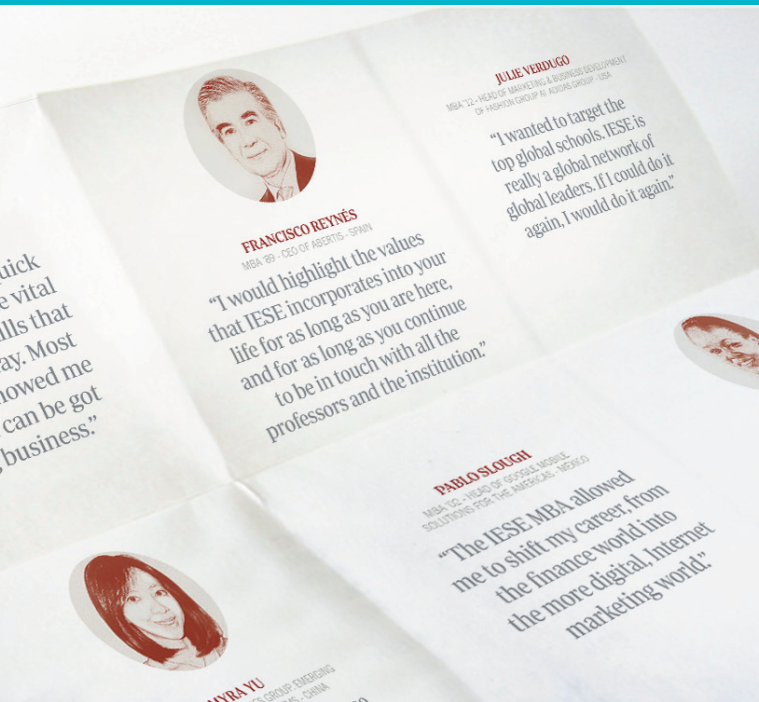 uick
e vital
ills that
ay. Most
howed me
can be got
business.”
FRANCISCO REYNÉS
MBA '89 - CEO OF ABERTIS - SPAIN
“I would highlight the values
that IESE incorporates into your
life for as long as you are here,
and for as long as you continue
to be in touch with all the
professors and the institution.”
JULIE VERDUGO
MBA '12 - HEAD OF MARKETING & BUSINESS DEVELOPMENT
OF FASHION GROUP AT ADIDAS GROUP - USA
“I wanted to target the
top global schools. IESE is
really a global network of
global leaders. If I could do it
again, I would do it again.”
PABLO SLOUGH
MBA '02 - HEAD OF GOOGLE MOBILE
SOLUTIONS FOR THE AMERICAS - MEXICO
“The IESE MBA allowed
me to shift my career, from
the finance world into
the more digital, Internet
marketing world.”
MYRA YU
GROUP, EMERGING
- CHINA